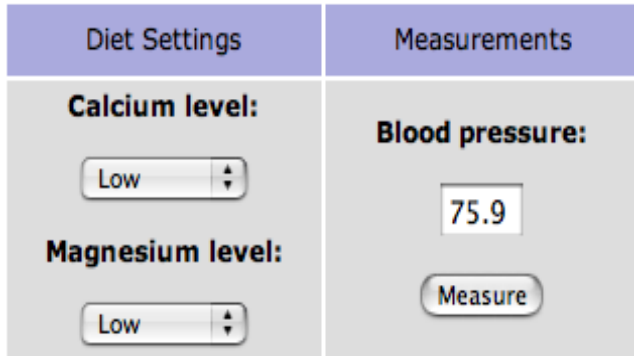 Diet Settings
Measurements
Calcium level:
Low
Magnesium level:
Low
Blood pressure:
75.9
Measure